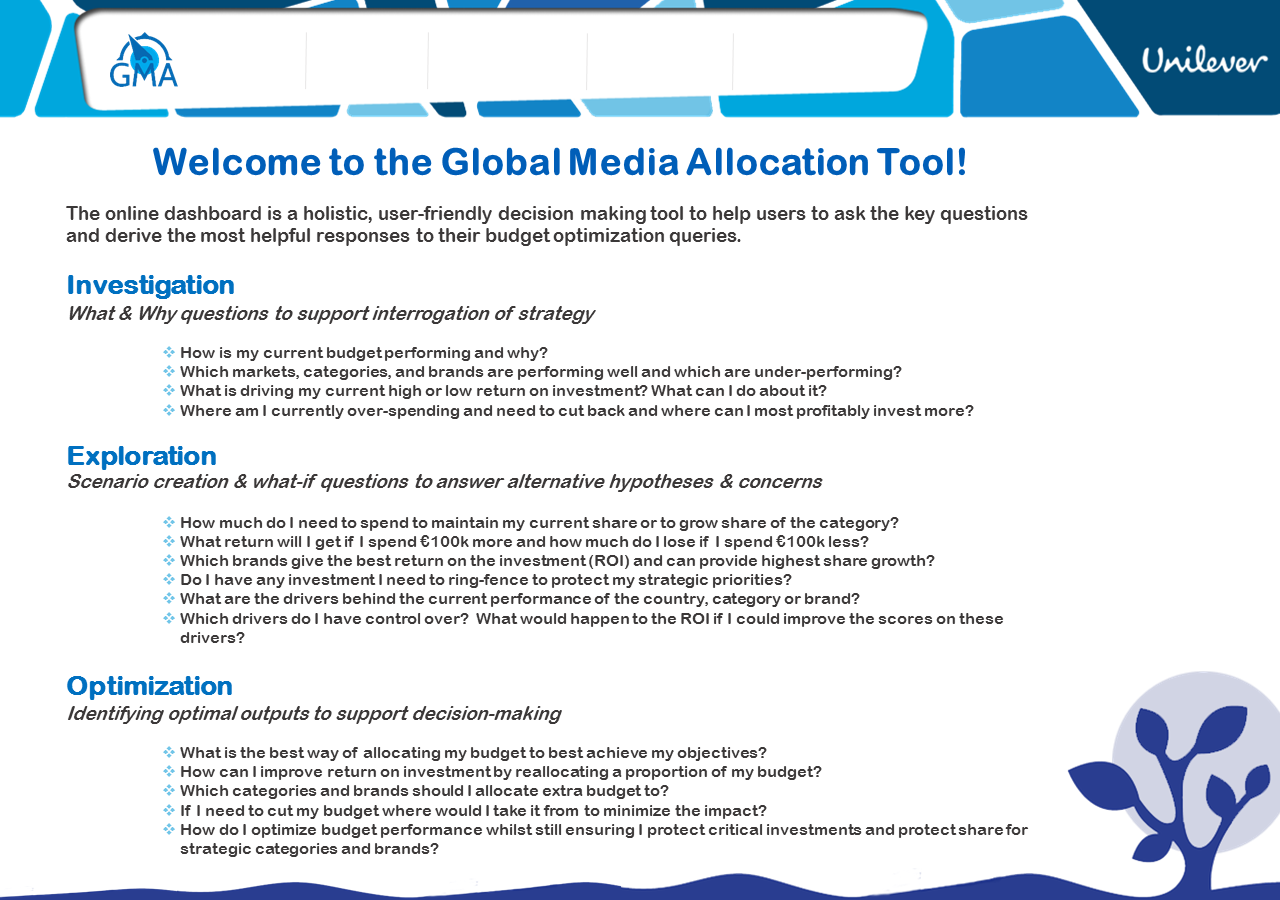 GMA
Unilever
Welcome to the Global Media Allocation Tool!
The online dashboard is a holistic, user-friendly decision making tool to help users to ask the key questions
and derive the most helpful responses to their budget optimization queries.
Investigation
What & Why questions to support interrogation of strategy
❖ How is my current budget performing and why?
❖ Which markets, categories, and brands are performing well and which are under-performing?
❖ What is driving my current high or low return on investment? What can I do about it?
❖ Where am I currently over-spending and need to cut back and where can I most profitably invest more?
Exploration
Scenario creation & what-if questions to answer alternative hypotheses & concerns
❖ How much do I need to spend to maintain my current share or to grow share of the category?
❖ What return will I get if I spend €100k more and how much do I lose if I spend €100k less?
❖ Which brands give the best return on the investment (ROI) and can provide highest share growth?
❖ Do I have any investment I need to ring-fence to protect my strategic priorities?
❖ What are the drivers behind the current performance of the country, category or brand?
❖ Which drivers do I have control over? What would happen to the ROI if I could improve the scores on these
drivers?
Optimization
Identifying optimal outputs to support decision-making
❖ What is the best way of allocating my budget to best achieve my objectives?
❖ How can I improve return on investment by reallocating a proportion of my budget?
❖ Which categories and brands should I allocate extra budget to?
❖ If I need to cut my budget where would I take it from to minimize the impact?
❖ How do I optimize budget performance whilst still ensuring I protect critical investments and protect share for
strategic categories and brands?